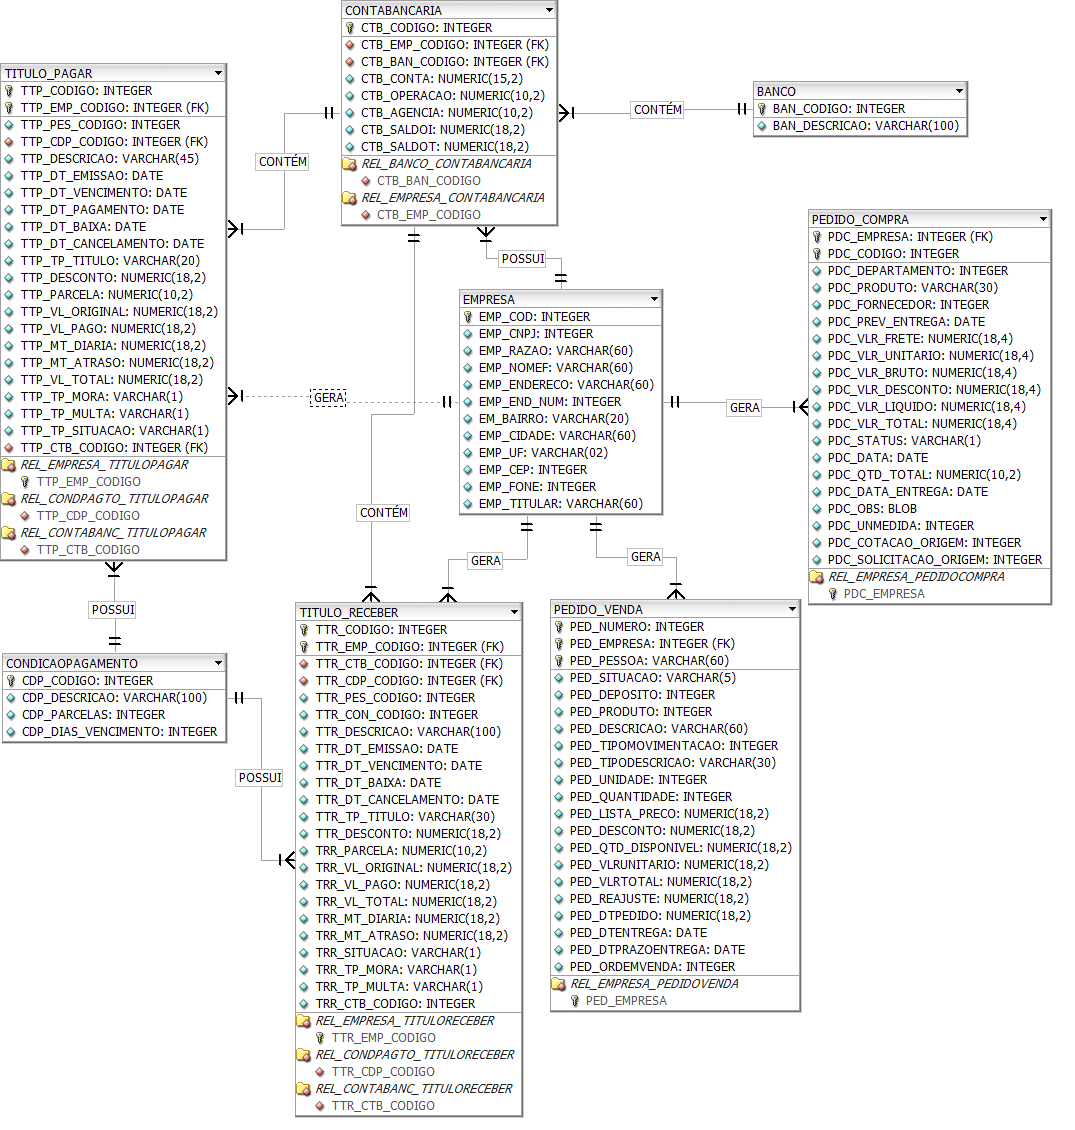 CONTABANCARIA
CTB_CODIGO: INTEGER
CTB_EMP_CODIGO: INTEGER (FK)
CTB_BAN_CODIGO: INTEGER (FK)
CTB_CONTA: NUMERIC(15,2)
CTB_OPERACAO: NUMERIC(10,2)
CTB_AGENCIA: NUMERIC(10,2)
CTB_SALDOI: NUMERIC(18,2)
CTB_SALDOT: NUMERIC(18,2)
REL_BANCO_CONTABANCARIA
CTB_BAN_CODIGO
REL_EMPRESA_CONTABANCARIA
CTB_EMP_CODIGO
TITULO_PAGAR
TTP_CODIGO: INTEGER
TTP_EMP_CODIGO: INTEGER (FK)
TTP_PES_CODIGO: INTEGER
TTP_CDP_CODIGO: INTEGER (FK)
TTP_DESCRICAO: VARCHAR(45)
TTP_DT_EMISSAO: DATE
TTP_DT_VENCIMENTO: DATE
TTP_DT_PAGAMENTO: DATE
TTP_DT_BAIXA: DATE
TTP_DT_CANCELAMENTO: DATE
TTP_TP_TITULO: VARCHAR(20)
TTP_DESCONTO: NUMERIC(18,2)
TTP_PARCELA: NUMERIC(10,2)
TTP_VL_ORIGINAL: NUMERIC(18,2)
TTP_VL_PAGO: NUMERIC(18,2)
TTP_MT_DIARIA: NUMERIC(18,2)
TTP_MT_ATRASO: NUMERIC(18,2)
TTP_VL_TOTAL: NUMERIC(18,2)
TTP_TP_MORA: VARCHAR(1)
TTP_TP_MULTA: VARCHAR(1)
TTP_TP_SITUACAO: VARCHAR(1)
TTP_CTB_CODIGO: INTEGER (FK)
REL_EMPRESA_TITULOPAGAR
TTP_EMP_CODIGO
REL_CONDPAGTO_TITULOPAGAR
TTP_CDP_CODIGO
REL_CONTABANC_TITULOPAGAR
TTP_CTB_CODIGO
CONTÉM
CONTÉM
BANCO
BAN_CODIGO: INTEGER
BAN_DESCRICAO: VARCHAR(100)
POSSUI
EMPRESA
EMP_COD: INTEGER
EMP_CNPJ: INTEGER
EMP_RAZAO: VARCHAR(60)
EMP_NOMEF: VARCHAR(60)
EMP_ENDERECO: VARCHAR(60)
EMP_END_NUM: INTEGER
EM_BAIRRO: VARCHAR(20)
EMP_CIDADE: VARCHAR(60)
EMP_UF: VARCHAR(02)
EMP_CEP: INTEGER
EMP_FONE: INTEGER
EMP_TITULAR: VARCHAR(60)
GERA
GERA
PEDIDO_COMPRA
PDC_EMPRESA: INTEGER (FK)
PDC_CODIGO: INTEGER
PDC_DEPARTAMENTO: INTEGER
PDC_PRODUTO: VARCHAR(30)
PDC_FORNECEDOR: INTEGER
PDC_PREV_ENTREGA: DATE
PDC_VLR_FRETE: NUMERIC(18,4)
PDC_VLR_UNITARIO: NUMERIC(18,4)
PDC_VLR_BRUTO: NUMERIC(18,4)
PDC_VLR_DESCONTO: NUMERIC(18,4)
PDC_VLR_LIQUIDO: NUMERIC(18,4)
PDC_VLR_TOTAL: NUMERIC(18,4)
PDC_STATUS: VARCHAR(1)
PDC_DATA: DATE
PDC_QTD_TOTAL: NUMERIC(10,2)
PDC_DATA_ENTREGA: DATE
PDC_OBS: BLOB
PDC_UNMEDIDA: INTEGER
PDC_COTACAO_ORIGEM: INTEGER
PDC_SOLICITACAO_ORIGEM: INTEGER
REL_EMPRESA_PEDIDOCOMPRA
PDC_EMPRESA
CONTÉM
GERA
GERA
POSSUI
CONDICAOPAGAMENTO
CDP_CODIGO: INTEGER
CDP_DESCRICAO: VARCHAR(100)
CDP_PARCELAS: INTEGER
CDP_DIAS_VENCIMENTO: INTEGER
POSSUI
TITULO_RECEBER
TTR_CODIGO: INTEGER
TTR_EMP_CODIGO: INTEGER (FK)
TTR_CTB_CODIGO: INTEGER (FK)
TTR_CDP_CODIGO: INTEGER (FK)
TTR_PES_CODIGO: INTEGER
TTR_CON_CODIGO: INTEGER
TTR_DESCRICAO: VARCHAR(100)
TTR_DT_EMISSAO: DATE
TTR_DT_VENCIMENTO: DATE
TTR_DT_BAIXA: DATE
TTR_DT_CANCELAMENTO: DATE
TTR_TP_TITULO: VARCHAR(30)
TTR_DESCONTO: NUMERIC(18,2)
TRR_PARCELA: NUMERIC(10,2)
TRR_VL_ORIGINAL: NUMERIC(18,2)
TRR_VL_PAGO: NUMERIC(18,2)
TRR_VL_TOTAL: NUMERIC(18,2)
TRR_MT_DIARIA: NUMERIC(18,2)
TRR_MT_ATRASO: NUMERIC(18,2)
TRR_SITUACAO: VARCHAR(1)
TRR_TP_MORA: VARCHAR(1)
TRR_TP_MULTA: VARCHAR(1)
TRR_CTB_CODIGO: INTEGER
REL_EMPRESA_TITULORECEBER
TTR_EMP_CODIGO
REL_CONDPAGTO_TITULORECEBER
TTR_CDP_CODIGO
REL_CONTABANC_TITULORECEBER
TTR_CTB_CODIGO
PEDIDO_VENDA
PED_NUMERO: INTEGER
PED_EMPRESA: INTEGER (FK)
PED_PESSOA: VARCHAR(60)
PED_SITUACAO: VARCHAR(5)
PED_DEPOSITO: INTEGER
PED_PRODUTO: INTEGER
PED_DESCRICAO: VARCHAR(60)
PED_TIPOMOVIMENTACAO: INTEGER
PED_TIPODESCRICAO: VARCHAR(30)
PED_UNIDADE: INTEGER
PED_QUANTIDADE: INTEGER
PED_LISTA_PRECO: NUMERIC(18,2)
PED_DESCONTO: NUMERIC(18,2)
PED_QTD_DISPONIVEL: NUMERIC(18,2)
PED_VLRUNITARIO: NUMERIC(18,2)
PED_VLRTOTAL: NUMERIC(18,2)
PED_REAJUSTE: NUMERIC(18,2)
PED_DTPEDIDO: NUMERIC(18,2)
PED_DTENTREGA: DATE
PED_DTPRAZOENTREGA: DATE
PED_ORDEMVENDA: INTEGER
REL_EMPRESA_PEDIDOVENDA
PED_EMPRESA